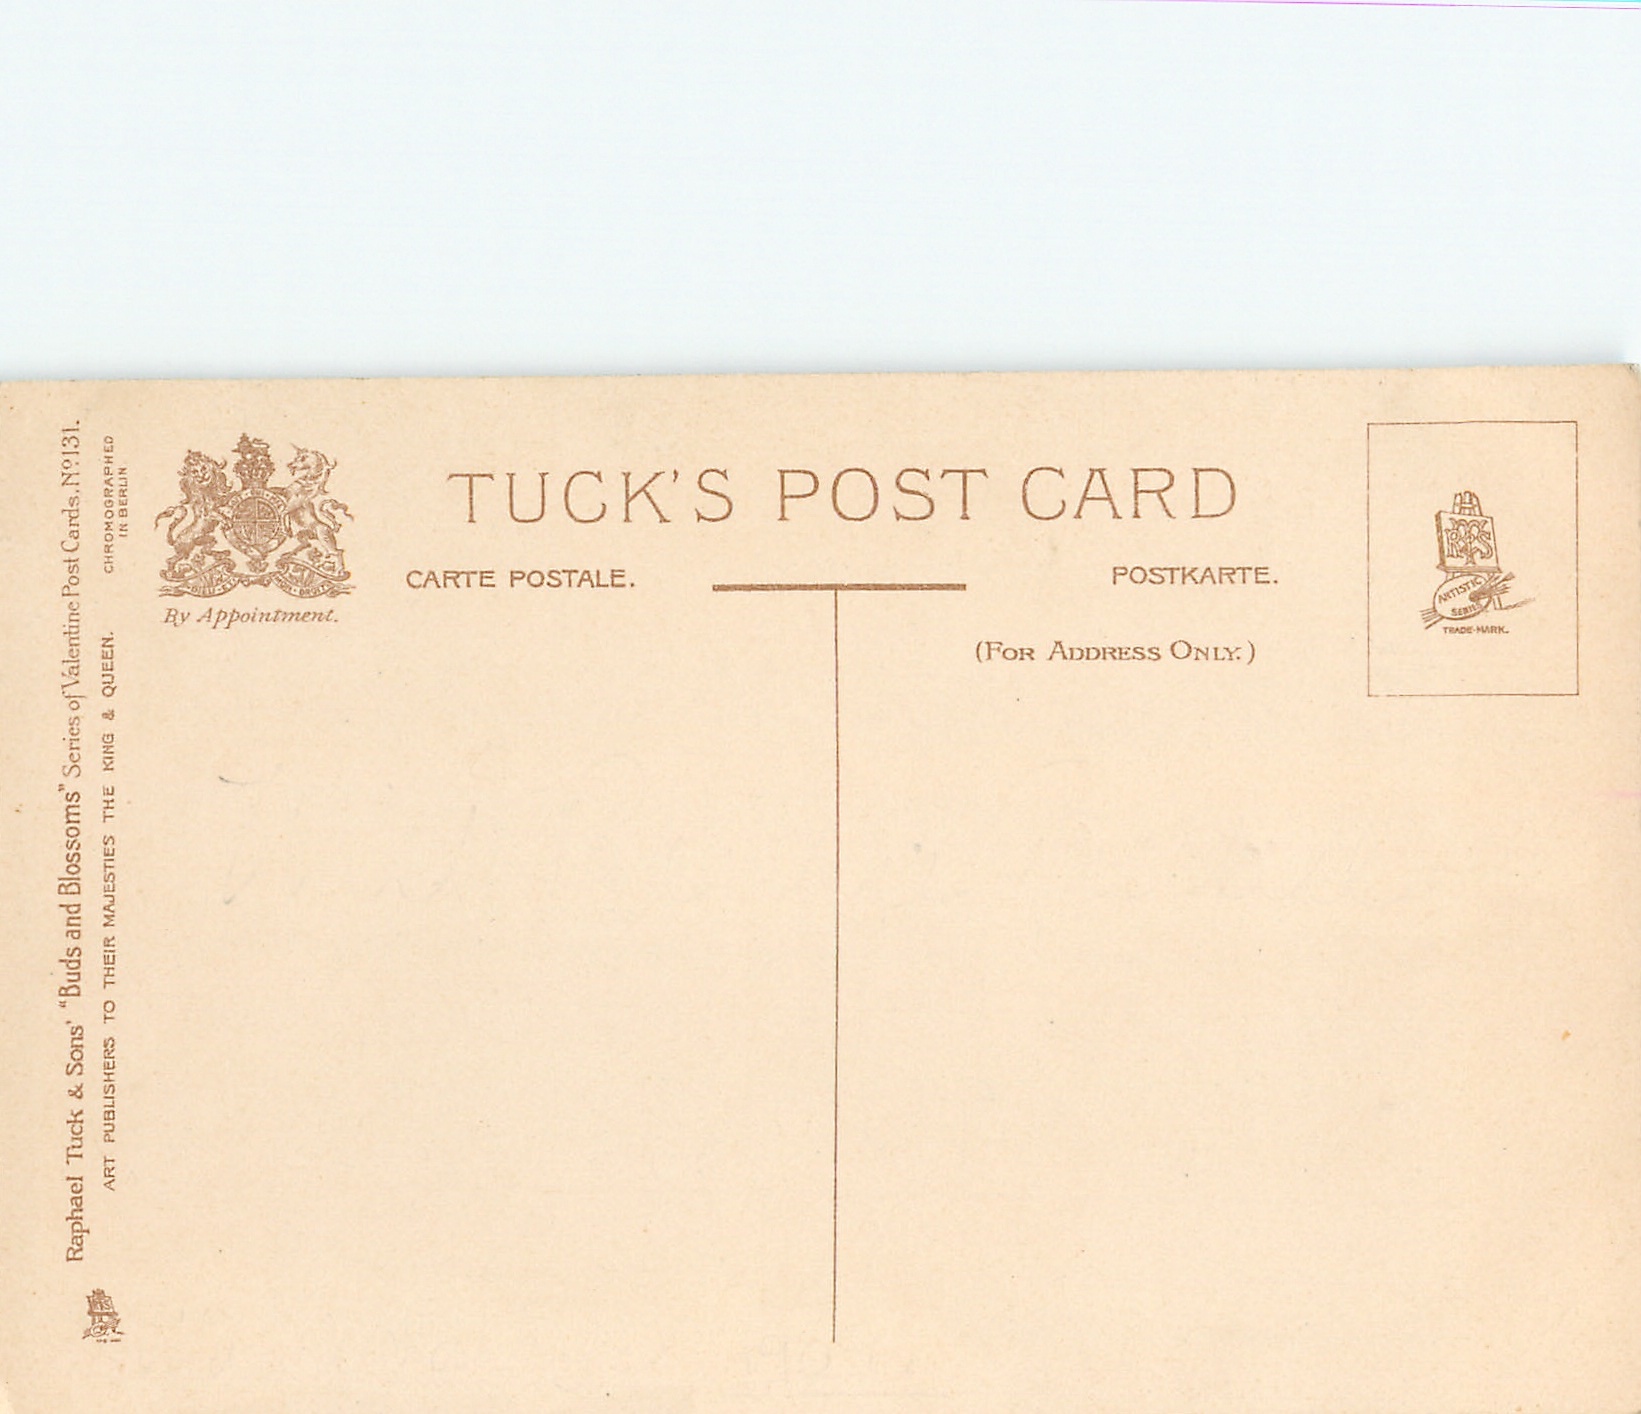 TUCK'S POST CARD
CARTE POSTALE.
POSTKARTE.
By Appointment.
(FOR ADDRESS ONLY.)
ARTISTIC
SERIES
TRADE-MARK.
Raphael Tuck & Sons' "Buds and Blossoms" Series of Valentine Post Cards. No 131.
ART PUBLISHERS TO THEIR MAJESTIES THE KING & QUEEN.
CHROMOGRAPHED
IN BERLIN.